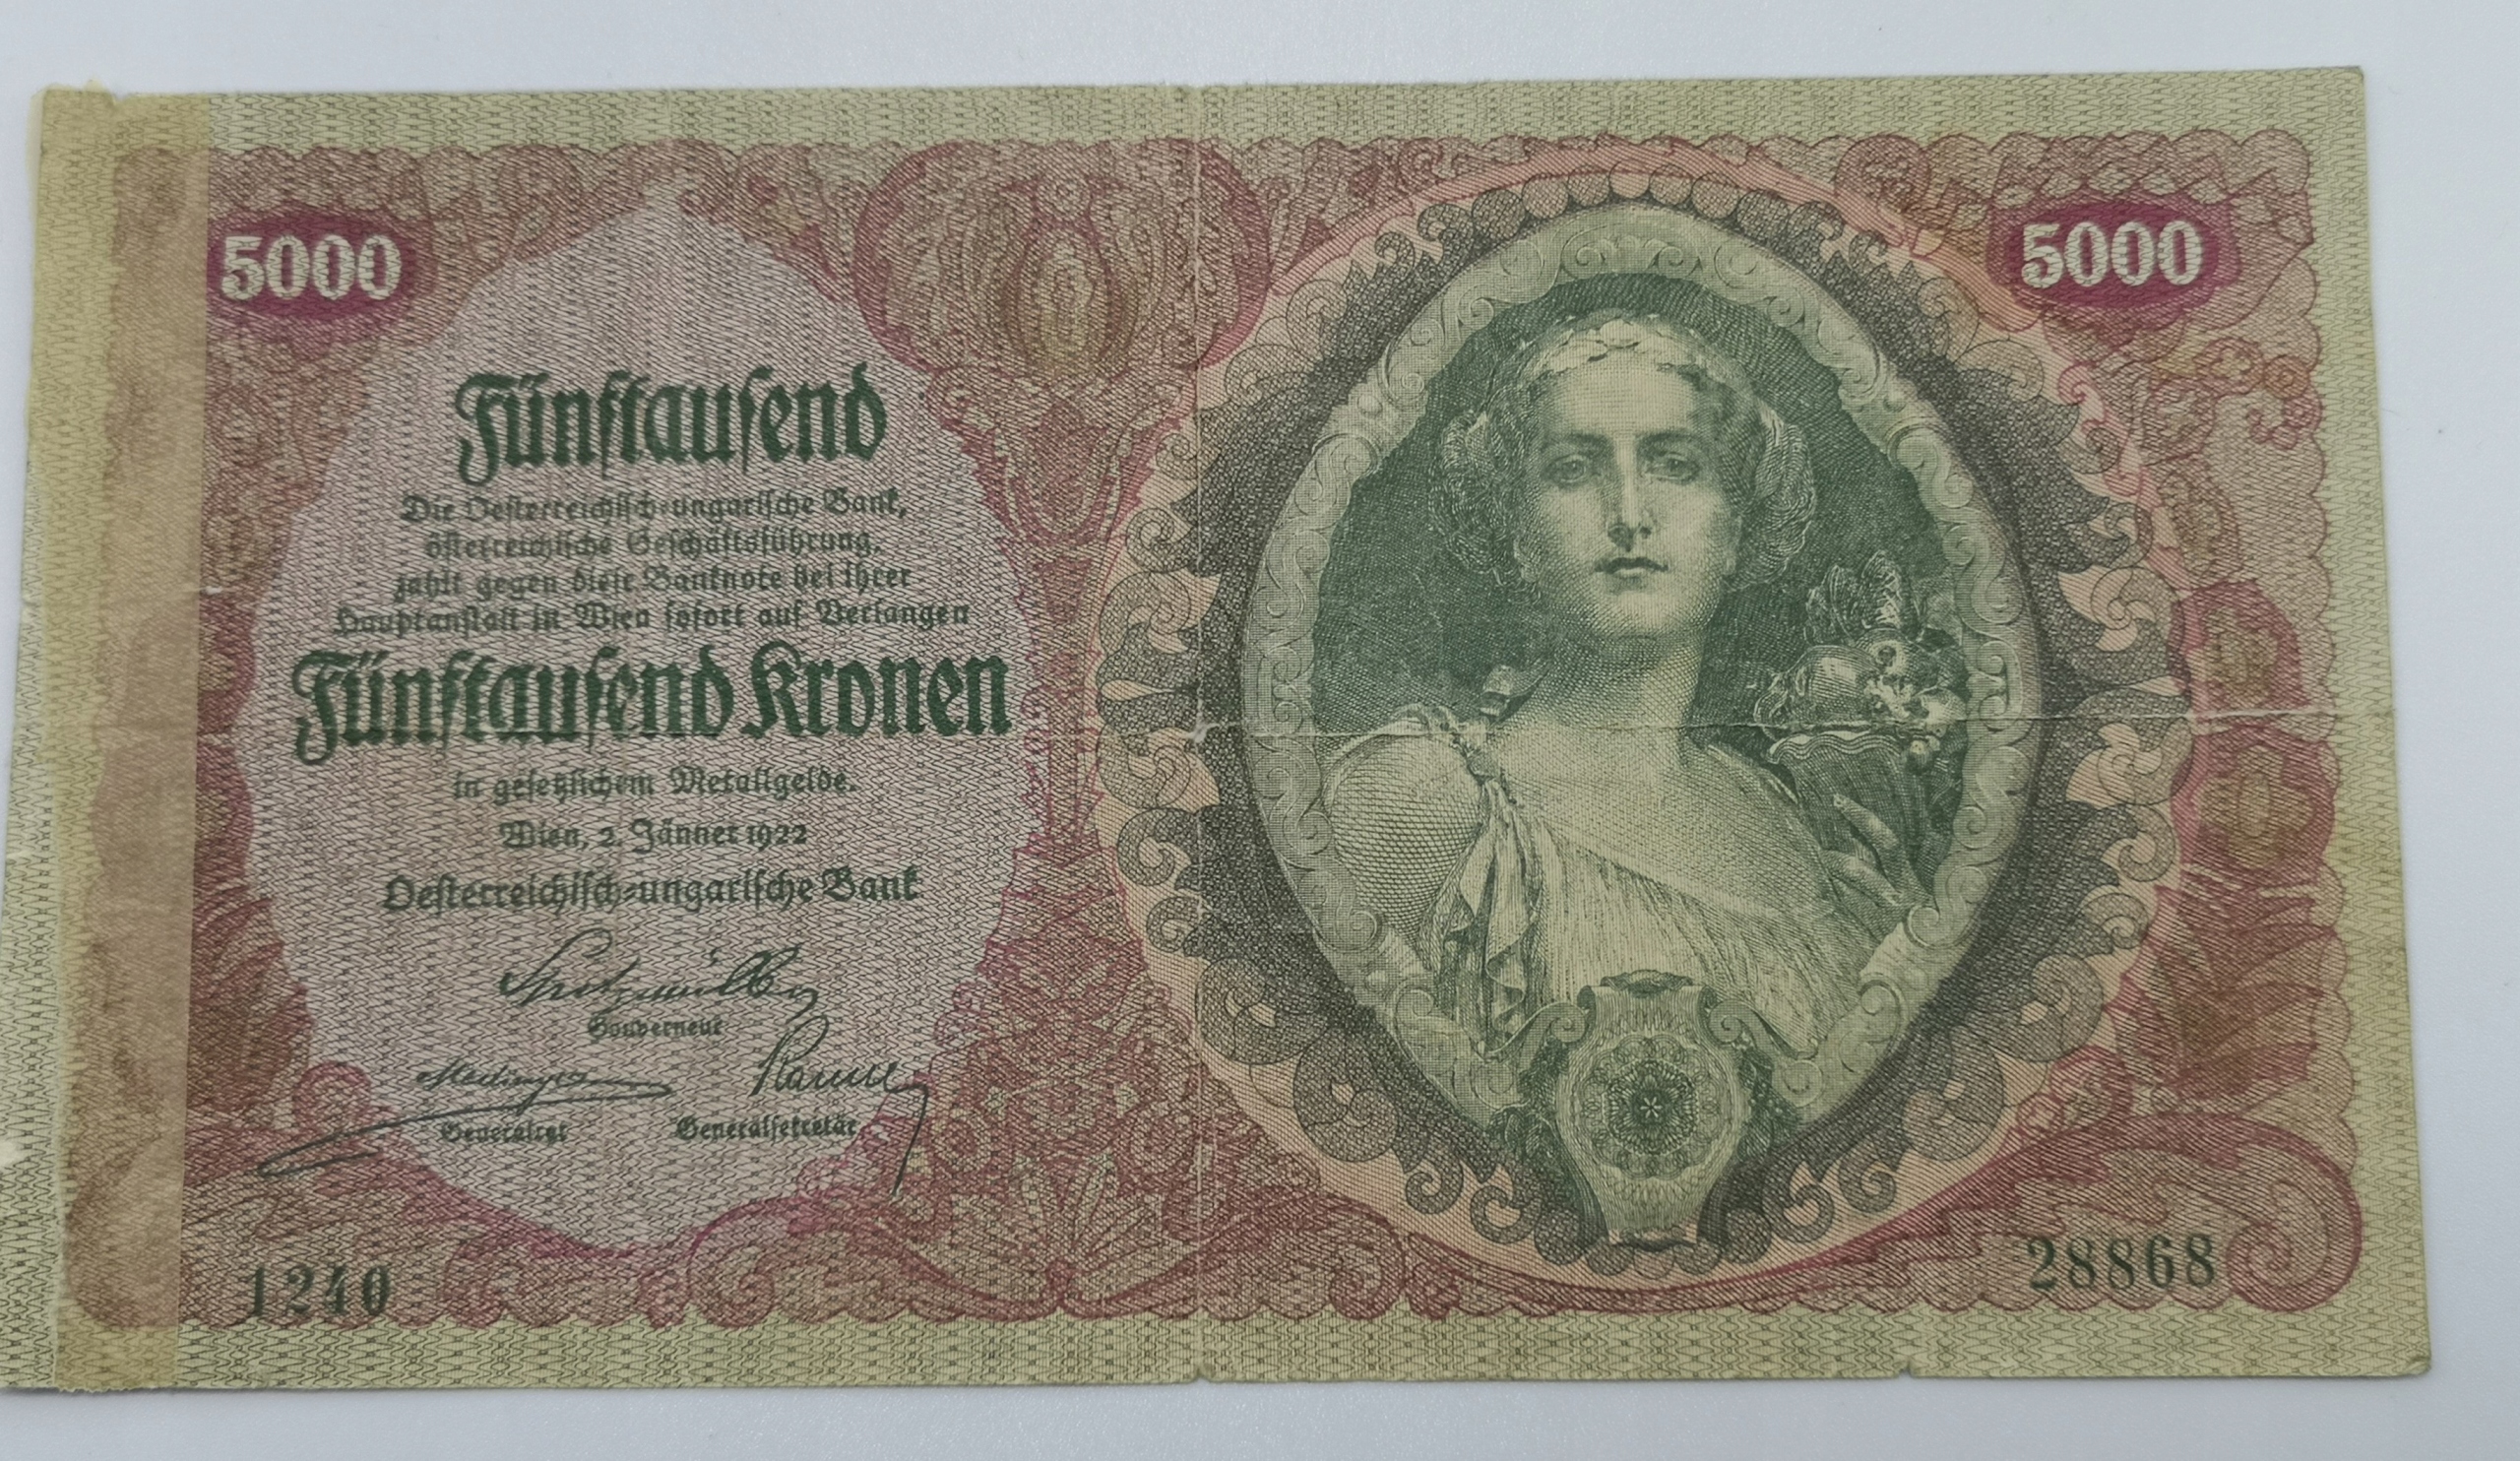 5000
5000
Fünftausend
Die Oesterreichisch-ungarische Bank,
österreichische Geschäftsführung,
zahlt gegen diese Banknote bei ihrer
Hauptanstalt in Wien sofort auf Verlangen
Fünftausend Kronen
in gesetzlichem Metallgelde.
Wien, 2. Jänner 1922
Oesterreichisch-ungarische Bank
Spitzmüller
Gouverneur
Generalrat
Generalsekretär
1240
28868